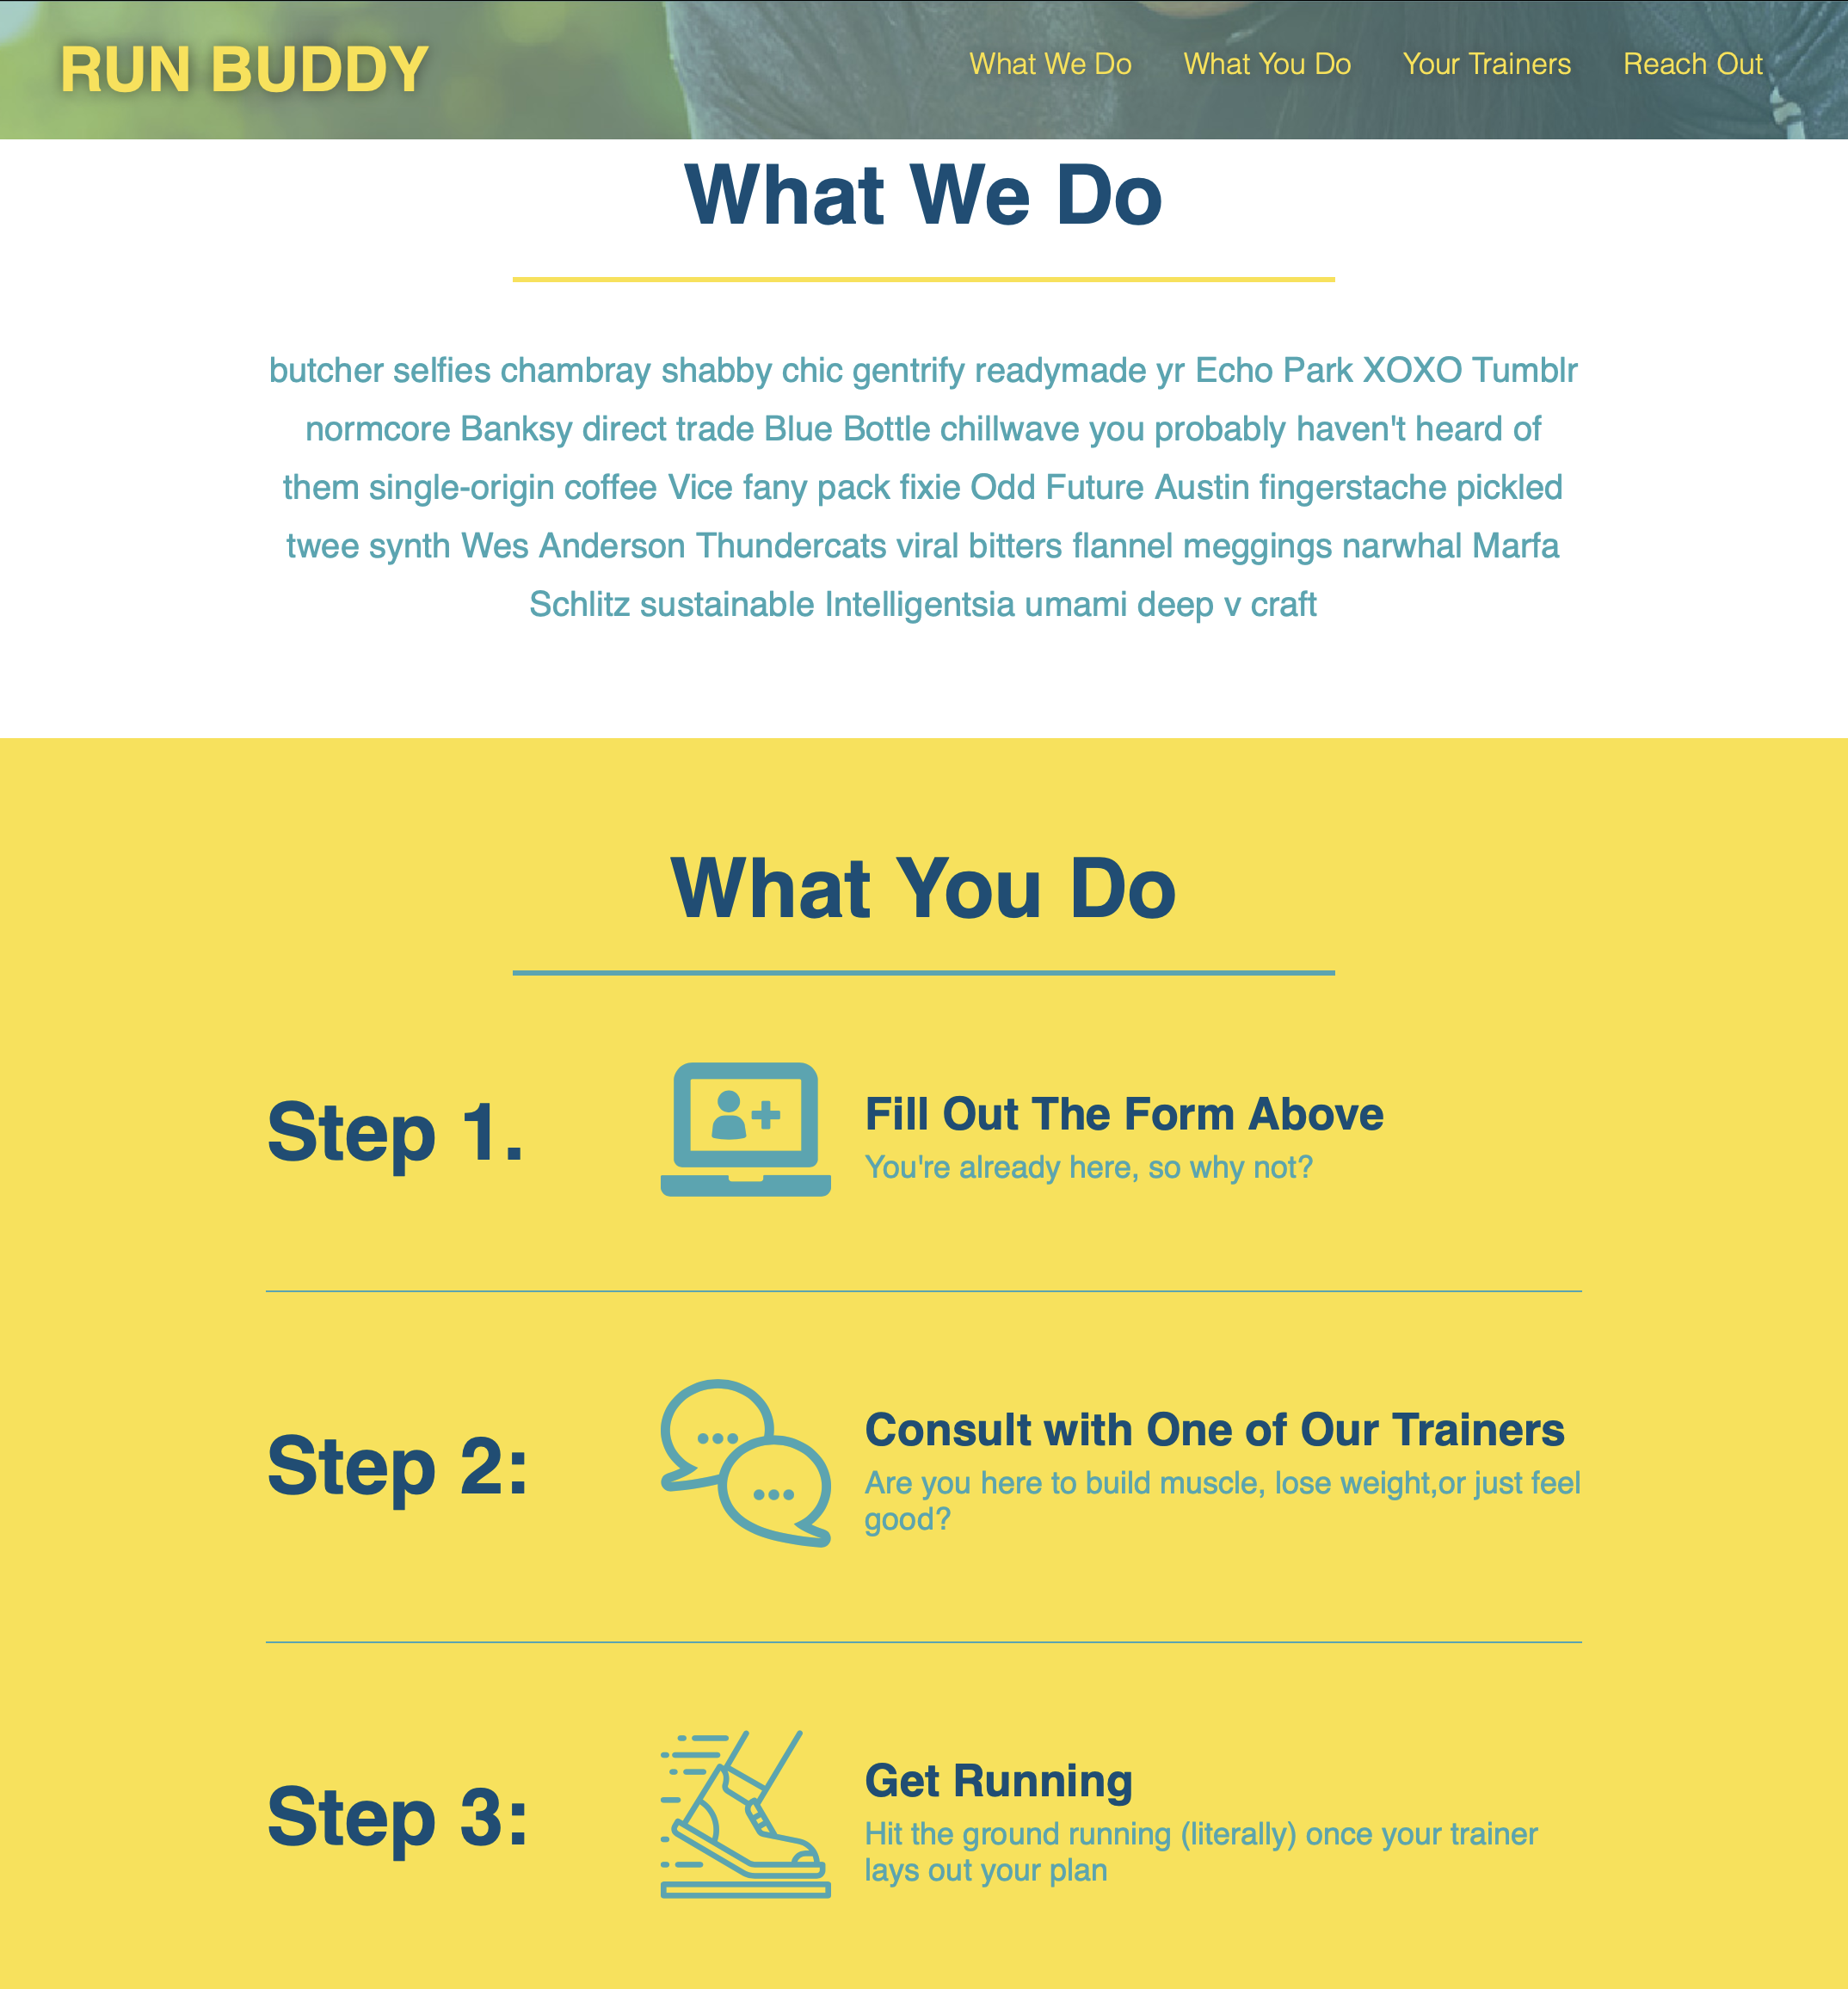 RUN BUDDY
What We Do What You Do Your Trainers Reach Out
What We Do
butcher selfies chambray shabby chic gentrify readymade yr Echo Park XOXO Tumblr
normcore Banksy direct trade Blue Bottle chillwave you probably haven't heard of
them single-origin coffee Vice fany pack fixie Odd Future Austin fingerstache pickled
twee synth Wes Anderson Thundercats viral bitters flannel meggings narwhal Marfa
Schlitz sustainable Intelligentsia umami deep v craft
What You Do
Step 1.
Fill Out The Form Above
You're already here, so why not?
Step 2:
Consult with One of Our Trainers
Are you here to build muscle, lose weight,or just feel
good?
Step 3:
Get Running
Hit the ground running (literally) once your trainer
lays out your plan